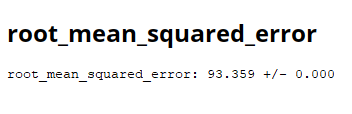 root_mean_squared_error
root_mean_squared_error: 93.359 +/- 0.000